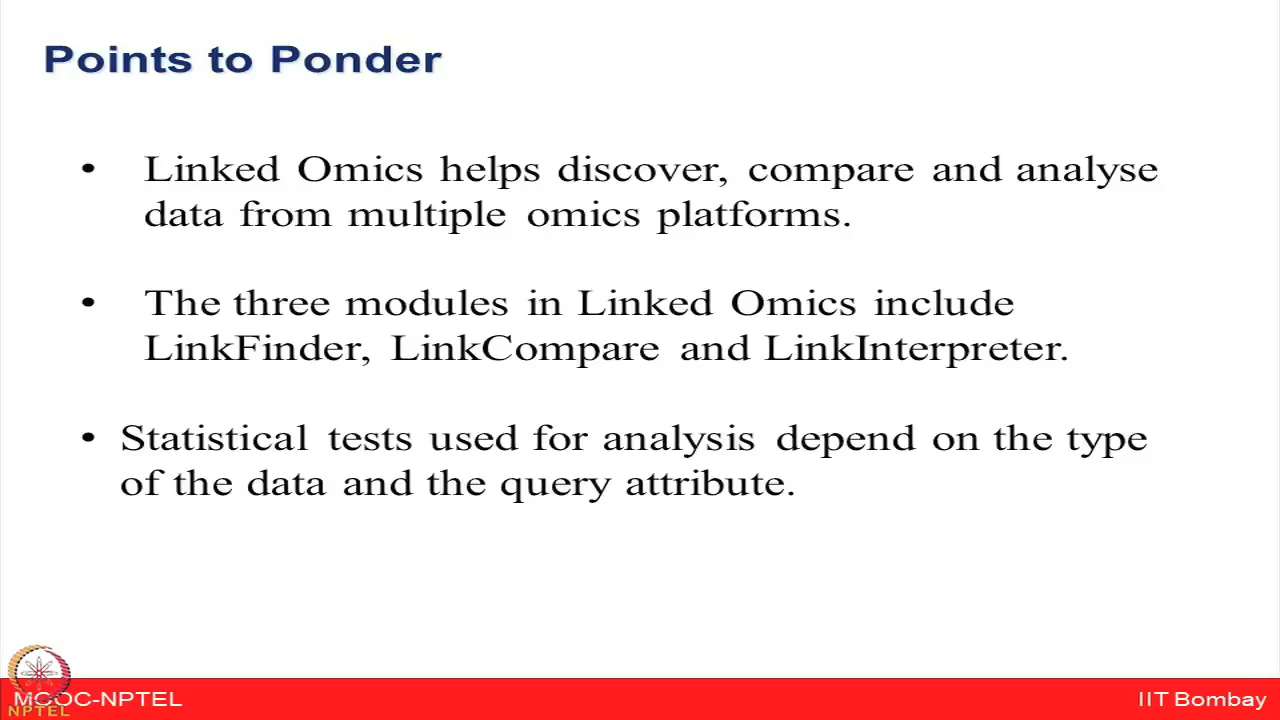 Points to Ponder
• Linked Omics helps discover, compare and analyse
data from multiple omics platforms.
• The three modules in Linked Omics include
LinkFinder, LinkCompare and LinkInterpreter.
• Statistical tests used for analysis depend on the type
of the data and the query attribute.
MOOC-NPTEL
NPTEL
IIT Bombay